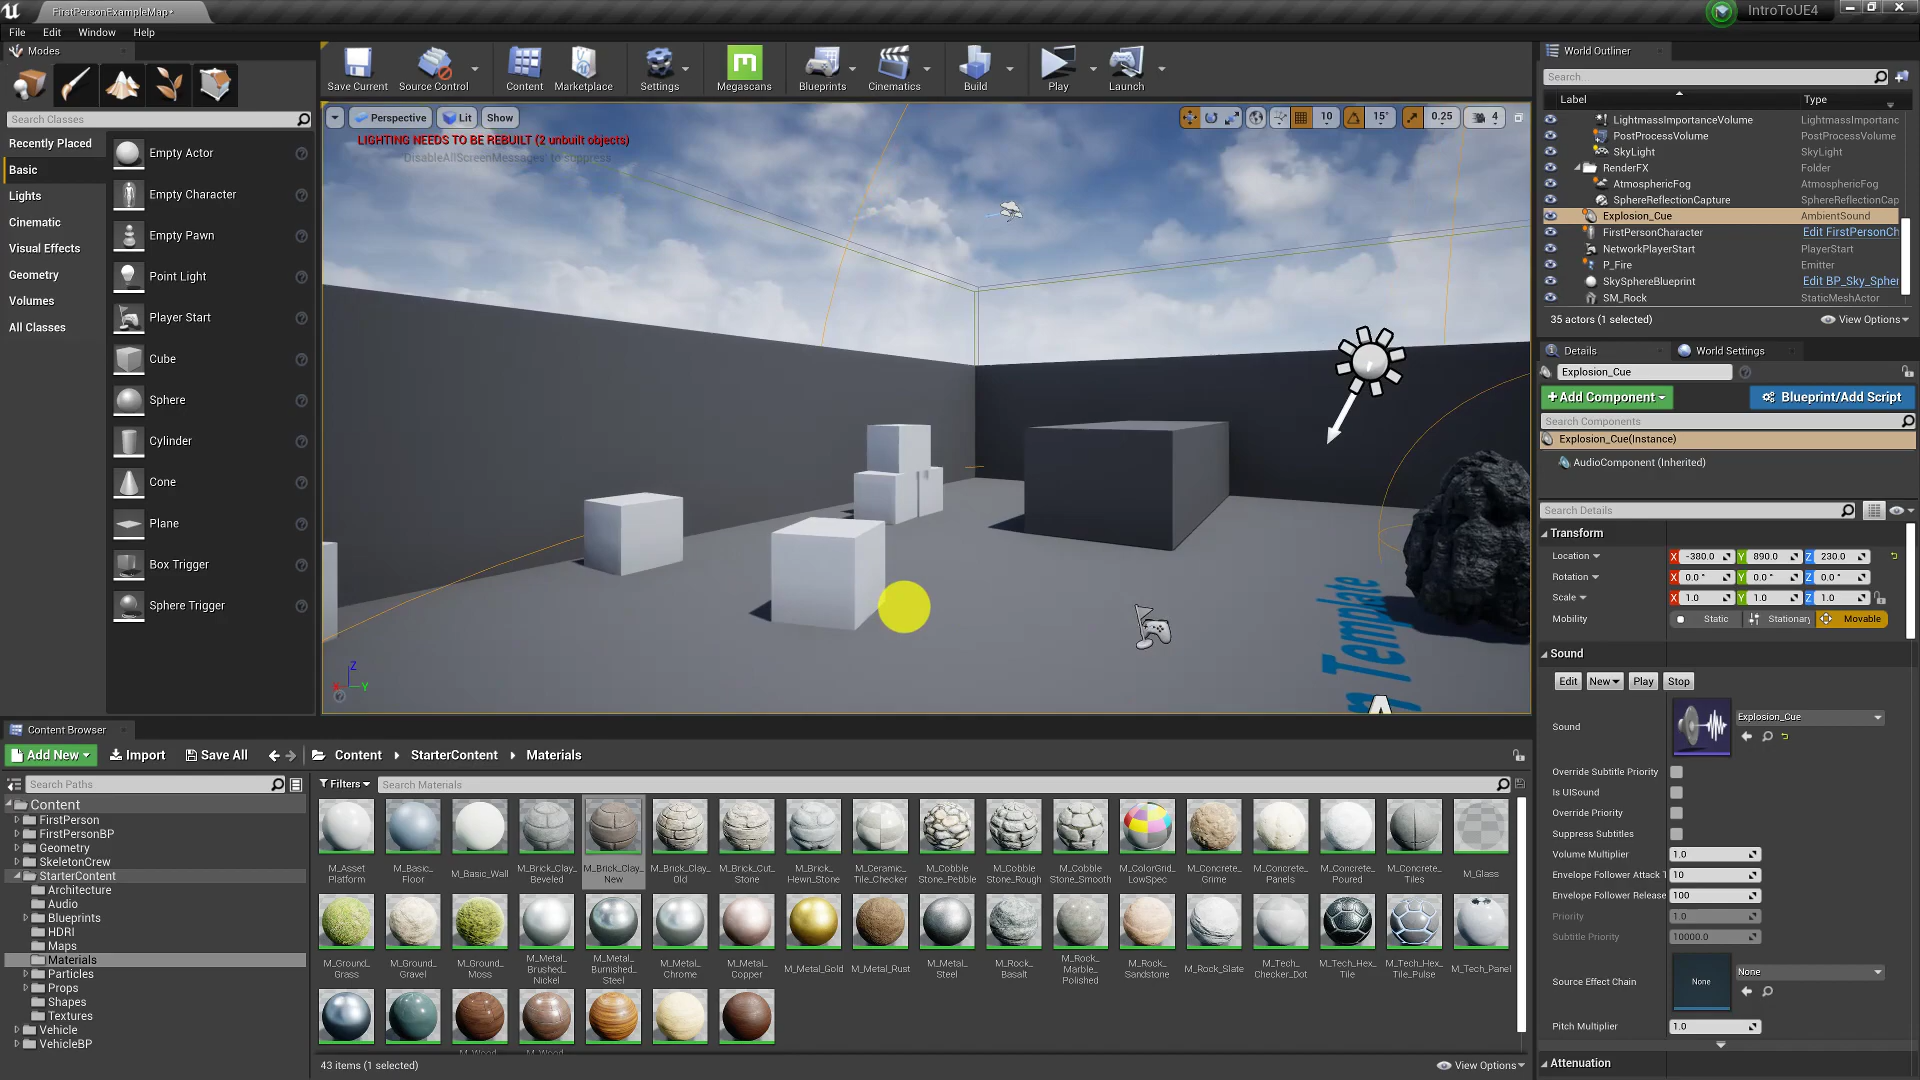 FirstPersonExampleMap*
IntroToUE4
File Edit Window Help
Modes
Search Classes
Recently Placed
Basic
Lights
Cinematic
Visual Effects
Geometry
Volumes
All Classes
Empty Actor
Empty Character
Empty Pawn
Point Light
Player Start
Cube
Sphere
Cylinder
Cone
Plane
Box Trigger
Sphere Trigger
Save Current Source Control Content Marketplace Settings Megascans Blueprints Cinematics Build Play Launch
Perspective Lit Show
10 15° 0.25 4
LIGHTING NEEDS TO BE REBUILT (2 unbuilt objects)
'DisableAllScreenMessages' to suppress
Template
Z
X Y
World Outliner
Search...
Label Type
LightmassImportanceVolume LightmassImportanc
PostProcessVolume PostProcessVolume
SkyLight SkyLight
RenderFX Folder
AtmosphericFog AtmosphericFog
SphereReflectionCapture SphereReflectionCap
Explosion_Cue AmbientSound
FirstPersonCharacter Edit FirstPersonCh
NetworkPlayerStart PlayerStart
P_Fire Emitter
SkySphereBlueprint Edit BP_Sky_Spher
SM_Rock StaticMeshActor
35 actors (1 selected) View Options
Details World Settings
Explosion_Cue
+Add Component Blueprint/Add Script
Search Components
Explosion_Cue(Instance)
AudioComponent (Inherited)
Search Details
Transform
Location X -380.0 Y 890.0 Z 230.0
Rotation X 0.0 ° Y 0.0 ° Z 0.0 °
Scale X 1.0 Y 1.0 Z 1.0
Mobility Static Stationary Movable
Sound
Edit New Play Stop
Sound Explosion_Cue
Override Subtitle Priority
Is UISound
Override Priority
Suppress Subtitles
Volume Multiplier 1.0
Envelope Follower Attack T 10
Envelope Follower Release 100
Priority 1.0
Subtitle Priority 10000.0
Source Effect Chain None None
Pitch Multiplier 1.0
Attenuation
Content Browser
Add New Import Save All Content StarterContent Materials
Search Paths
Filters Search Materials
Content
FirstPerson
FirstPersonBP
Geometry
SkeletonCrew
StarterContent
Architecture
Audio
Blueprints
HDRI
Maps
Materials
Particles
Props
Shapes
Textures
Vehicle
VehicleBP
M_Asset_Platform
M_Basic_Floor
M_Basic_Wall
M_Brick_Clay_Beveled
M_Brick_Clay_New
M_Brick_Clay_Old
M_Brick_Cut_Stone
M_Brick_Hewn_Stone
M_Ceramic_Tile_Checker
M_Cobble_Stone_Pebble
M_Cobble_Stone_Rough
M_Cobble_Stone_Smooth
M_ColorGrid_LowSpec
M_Concrete_Grime
M_Concrete_Panels
M_Concrete_Poured
M_Concrete_Tiles
M_Glass
M_Ground_Grass
M_Ground_Gravel
M_Ground_Moss
M_Metal_Brushed_Nickel
M_Metal_Burnished_Steel
M_Metal_Chrome
M_Metal_Copper
M_Metal_Gold
M_Metal_Rust
M_Metal_Steel
M_Rock_Basalt
M_Rock_Marble_Polished
M_Rock_Sandstone
M_Rock_Slate
M_Tech_Checker_Dot
M_Tech_Hex_Tile
M_Tech_Hex_Tile_Pulse
M_Tech_Panel
M_Wood_
M_Wood_
43 items (1 selected)
View Options